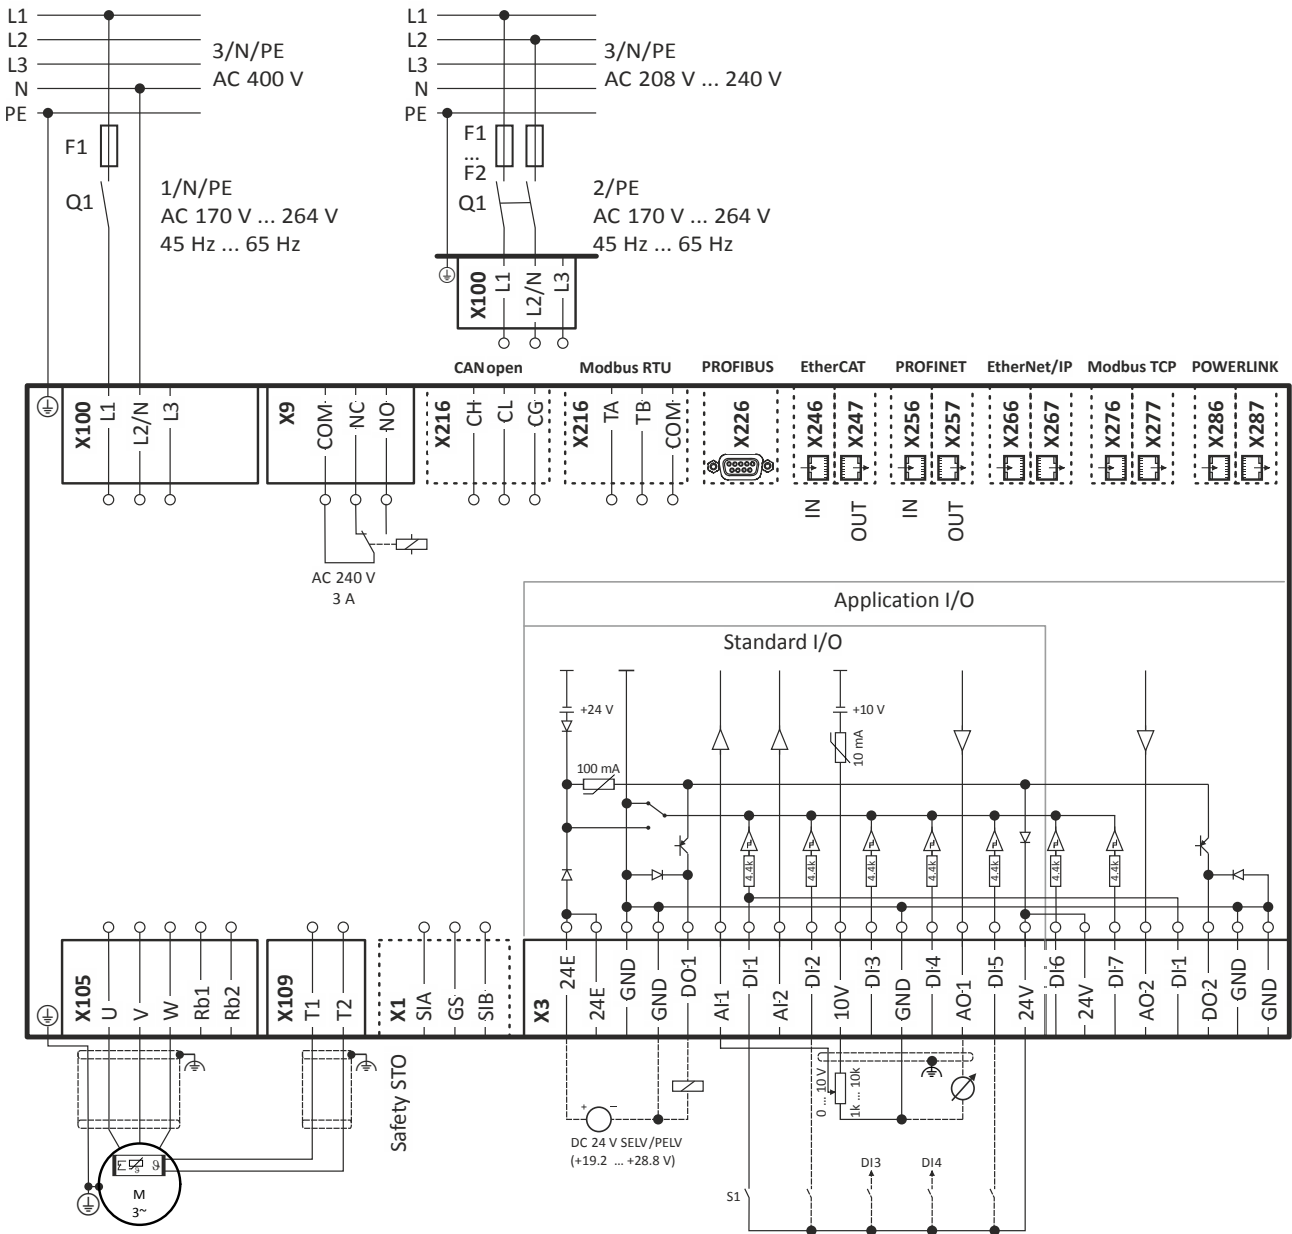 L1
L2
L3
N
PE
3/N/PE
AC 400 V
F1
Q1
1/N/PE
AC 170 V ... 264 V
45 Hz ... 65 Hz
L1
L2
L3
N
PE
3/N/PE
AC 208 V ... 240 V
F1
...
F2
Q1
2/PE
AC 170 V ... 264 V
45 Hz ... 65 Hz
X100
L1
L2/N
L3
CANopen
Modbus RTU
PROFIBUS
EtherCAT
PROFINET
EtherNet/IP
Modbus TCP
POWERLINK
X100
L1
L2/N
L3
X9
COM
NC
NO
X216
CH
CL
CG
X216
TA
TB
COM
X226
X246
X247
X256
X257
X266
X267
X276
X277
X286
X287
IN
OUT
IN
OUT
AC 240 V
3 A
Application I/O
Standard I/O
+24 V
+10 V
10 mA
100 mA
4.4k
4.4k
4.4k
4.4k
4.4k
4.4k
4.4k
X105
U
V
W
Rb1
Rb2
X109
T1
T2
X1
SIA
GS
SIB
X3
24E
24E
GND
GND
DO1
AI1
DI1
AI2
DI2
10V
DI3
GND
DI4
AO1
DI5
24V
DI6
24V
DI7
AO2
DI1
DO2
GND
GND
Safety STO
+
–
DC 24 V SELV/PELV
(+19.2 ... +28.8 V)
0 ... 10 V
1k ... 10k
S1
DI3
DI4
ϑ
M
3~